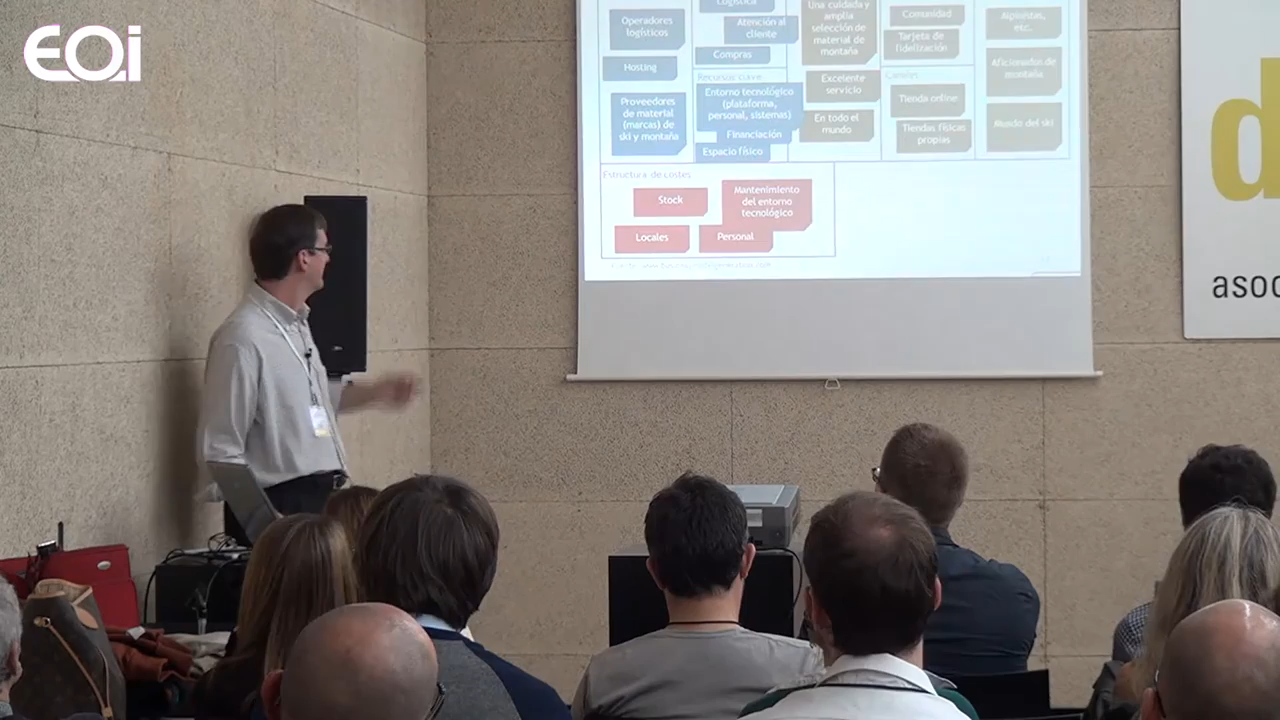 EOi
Logística
Operadores
logísticos
Atención al
cliente
Compras
Hosting
Recursos clave
Proveedores
de material
(marcas) de
ski y montaña
Entorno tecnológico
(plataforma,
personal, sistemas)
Financiación
Espacio físico
Una cuidada y
amplia
selección de
material de
montaña
Excelente
servicio
En todo el
mundo
Comunidad
Tarjeta de
fidelización
Canales
Tienda online
Tiendas físicas
propias
Alpinistas,
etc.
Aficionados de
montaña
Mundo del ski
Estructura de costes
Stock
Mantenimiento
del entorno
tecnológico
Locales
Personal
d
asoc